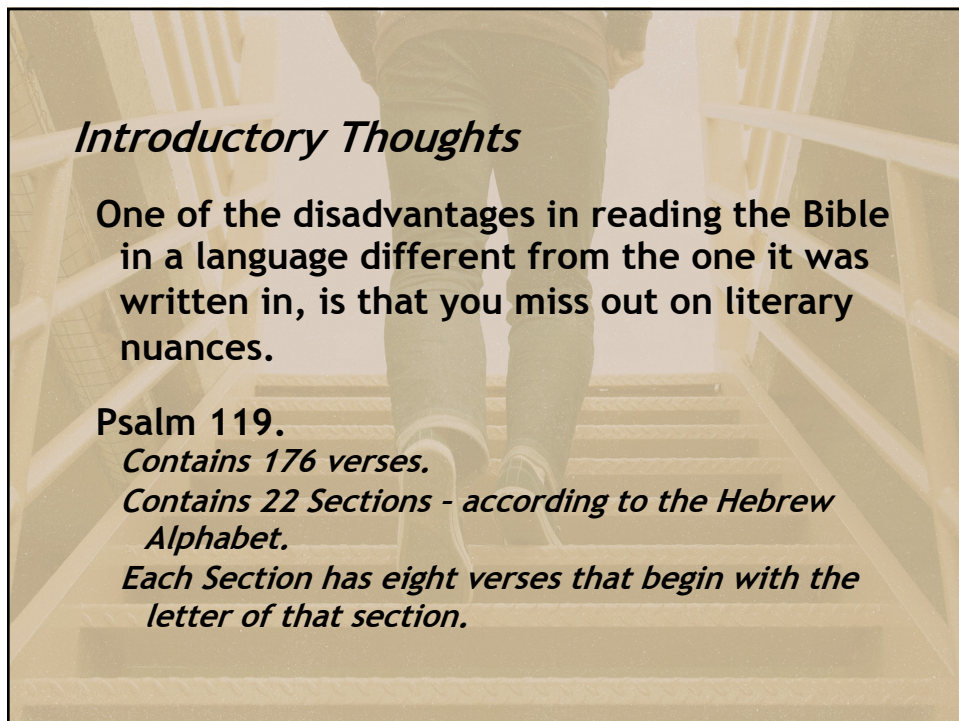 Introductory Thoughts
One of the disadvantages in reading the Bible
in a language different from the one it was
written in, is that you miss out on literary
nuances.
Psalm 119.
Contains 176 verses.
Contains 22 Sections – according to the Hebrew
Alphabet.
Each Section has eight verses that begin with the
letter of that section.